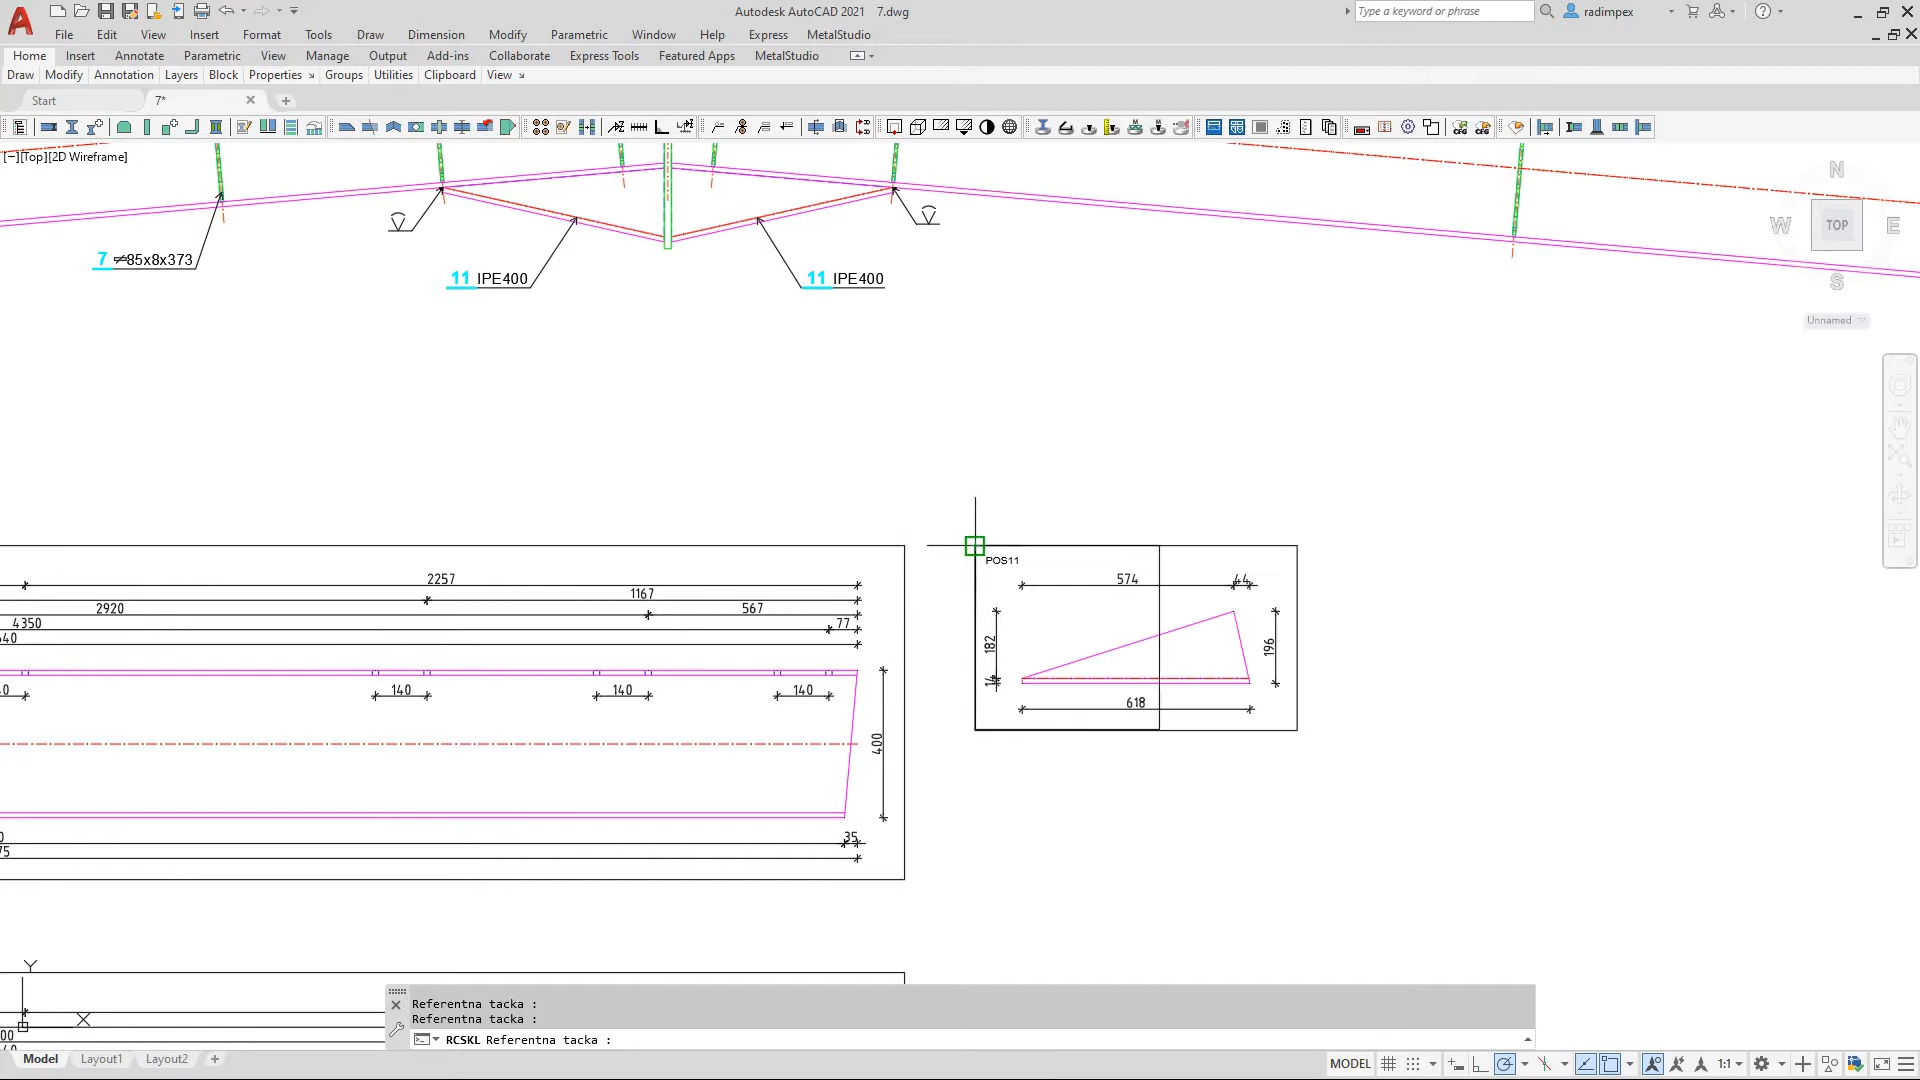 Autodesk AutoCAD 2021 7.dwg
Type a keyword or phrase
radimpex
File Edit View Insert Format Tools Draw Dimension Modify Parametric Window Help Express MetalStudio
Home Insert Annotate Parametric View Manage Output Add-ins Collaborate Express Tools Featured Apps MetalStudio
Draw Modify Annotation Layers Block Properties Groups Utilities Clipboard View
Start 7*
[−][Top][2D Wireframe]
N
W TOP E
S
Unnamed
7 ≠85x8x373
11 IPE400
11 IPE400
POS11
2257
574 44
1167
2920 567
4350 77
640
182
196
14
140 140 140
618
400
35
75
Y
X
Referentna tacka :
Referentna tacka :
RCSKL Referentna tacka :
Model Layout1 Layout2 +
MODEL 1:1